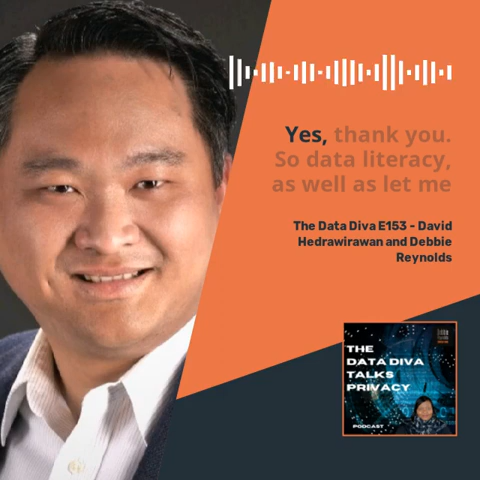 Yes, thank you.
So data literacy,
as well as let me
The Data Diva E153 - David
Hedrawirawan and Debbie
Reynolds
THE
DATA DIVA
TALKS
PRIVACY
PODCAST